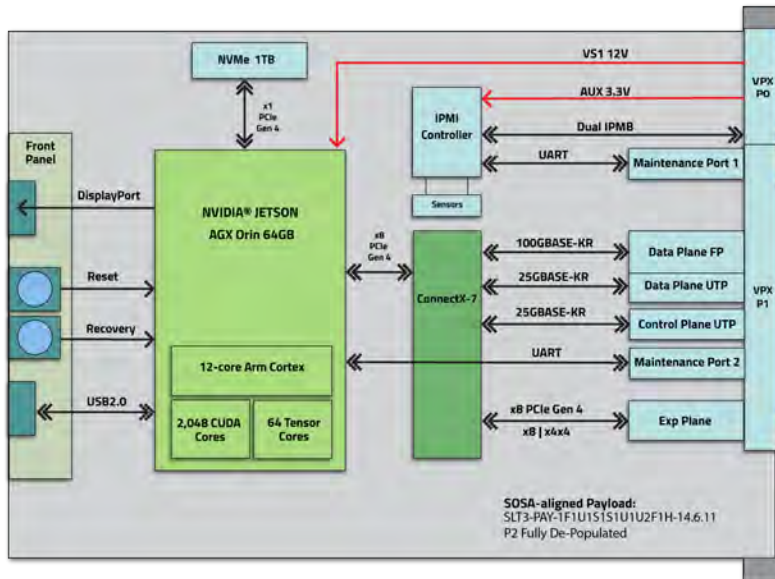 NVMe 1TB
VS1 12V
VPX
P0
AUX 3.3V
x1
PCIe
Gen 4
IPMI
Controller
Dual IPMB
Front
Panel
UART
Maintenance Port 1
DisplayPort
NVIDIA® JETSON
AGX Orin 64GB
Sensors
x8
PCIe
Gen 4
100GBASE-KR
Data Plane FP
Reset
25GBASE-KR
Data Plane UTP
ConnectX-7
VPX
P1
25GBASE-KR
Control Plane UTP
Recovery
UART
Maintenance Port 2
12-core Arm Cortex
USB2.0
2,048 CUDA
Cores
64 Tensor
Cores
x8 PCIe Gen 4
x8 | x4x4
Exp Plane
SOSA-aligned Payload:
SLT3-PAY-1F1U1S1S1U1U2F1H-14.6.11
P2 Fully De-Populated